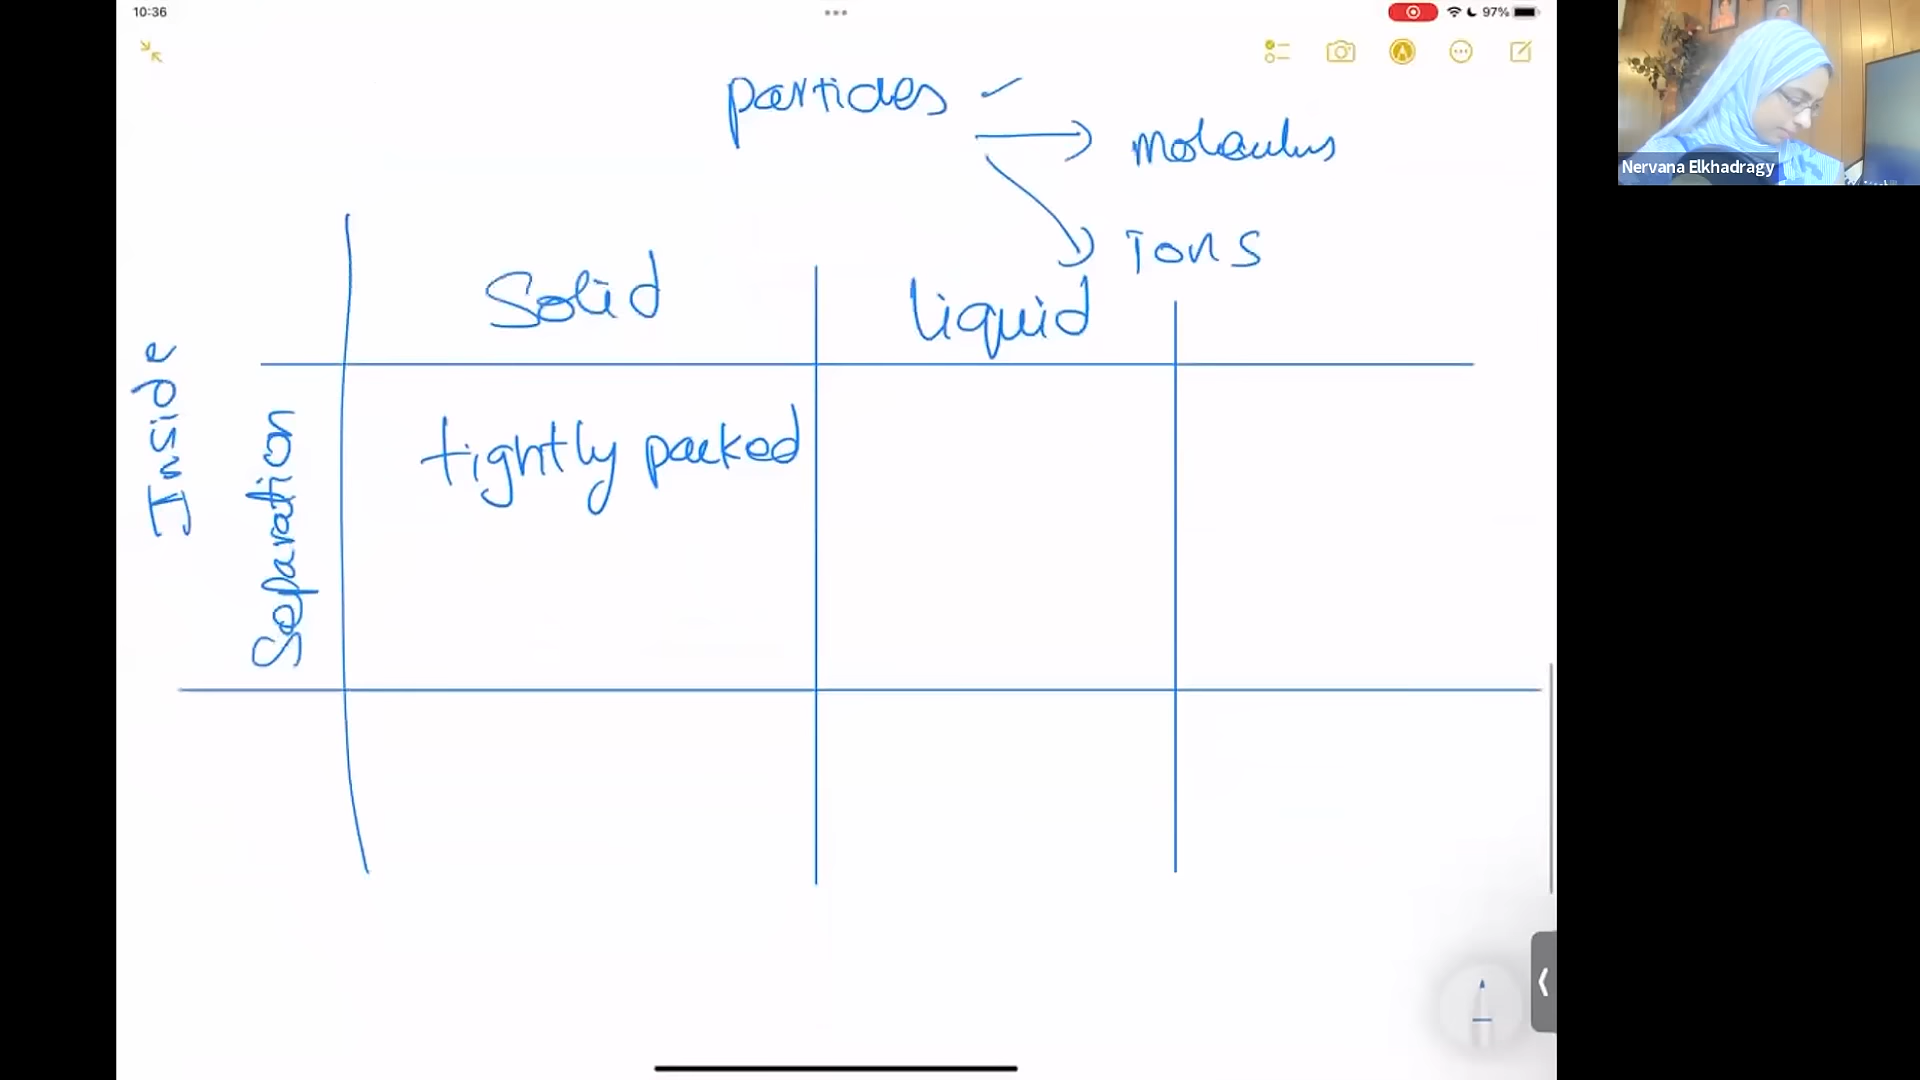 10:36
97%
particles
Molecules
Ions
Solid
liquid
Inside
Separation
tightly packed
Nervana Elkhadragy